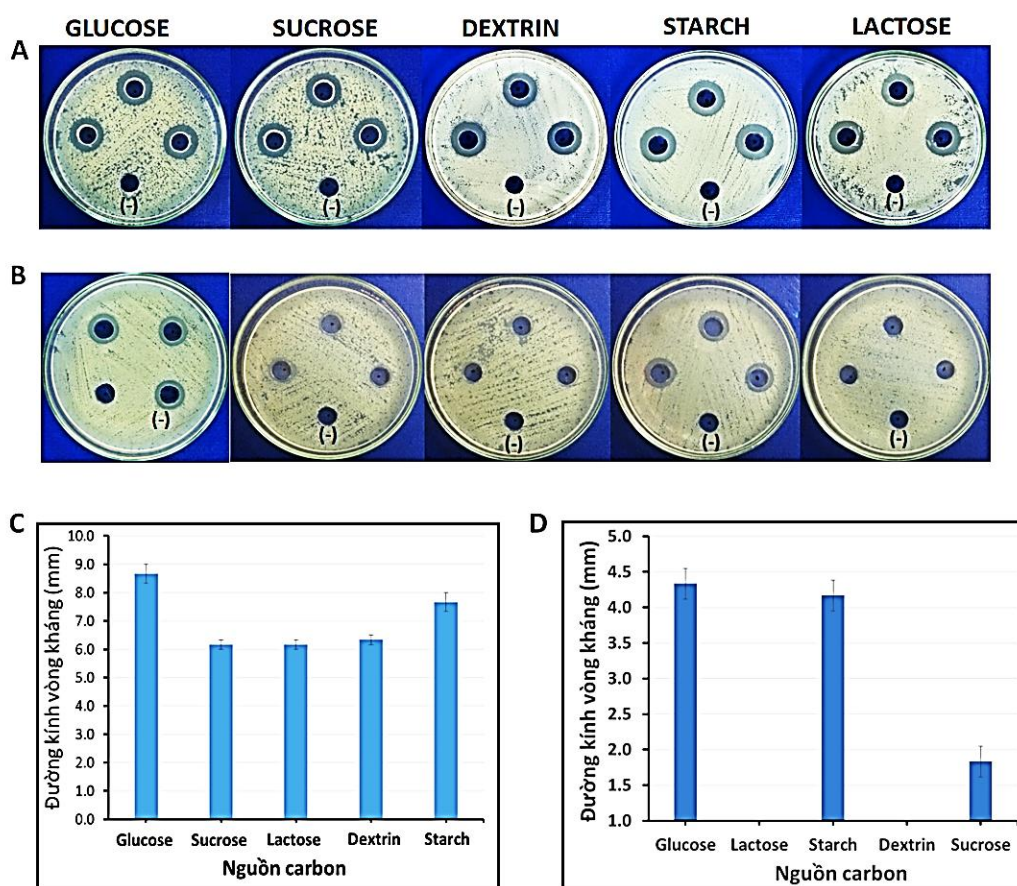 GLUCOSE SUCROSE DEXTRIN STARCH LACTOSE
A
(-) (-) (-) (-) (-)
B
(-) (-) (-) (-) (-)
C
Đường kính vòng kháng (mm)
10.0
9.0
8.0
7.0
6.0
5.0
4.0
3.0
2.0
1.0
0.0
Glucose Sucrose Lactose Dextrin Starch
Nguồn carbon
D
Đường kính vòng kháng (mm)
5.0
4.5
4.0
3.5
3.0
2.5
2.0
1.5
1.0
Glucose Lactose Starch Dextrin Sucrose
Nguồn carbon